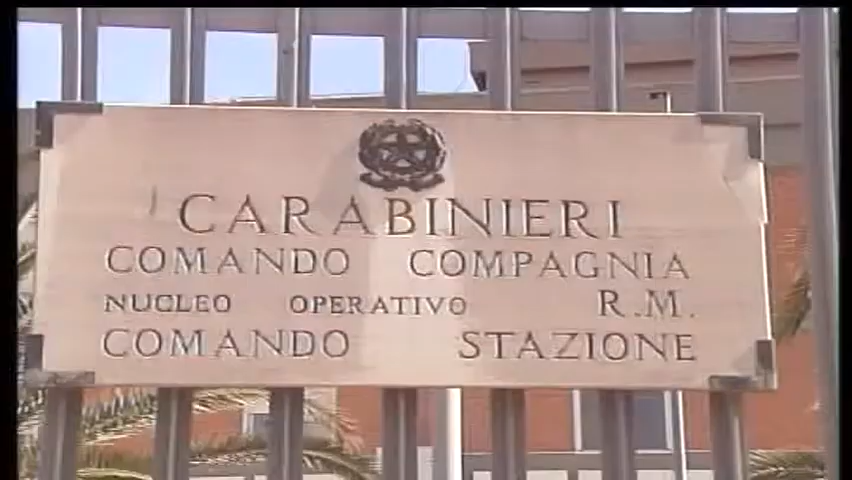 CARABINIERI
COMANDO COMPAGNIA
NUCLEO OPERATIVO R.M.
COMANDO STAZIONE